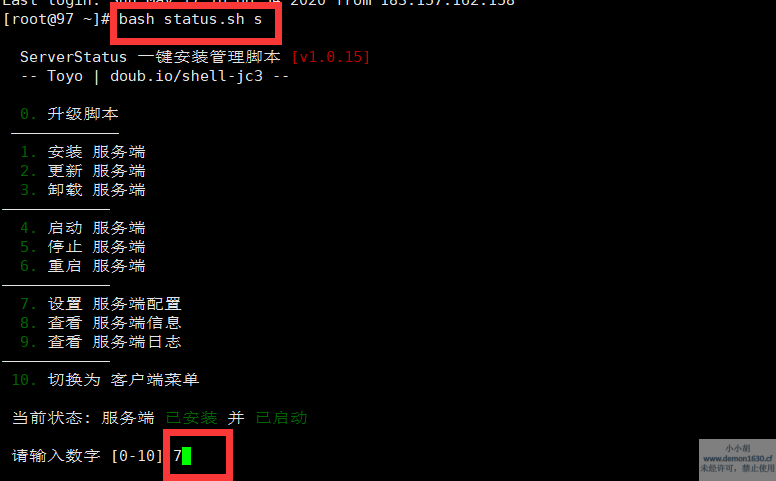 Last login: Sun May 17 10:00:54 2020 from 183.157.162.158
[root@97 ~]# bash status.sh s
ServerStatus 一键安装管理脚本 [v1.0.15]
-- Toyo | doub.io/shell-jc3 --
0. 升级脚本
————————————
1. 安装 服务端
2. 更新 服务端
3. 卸载 服务端
————————————
4. 启动 服务端
5. 停止 服务端
6. 重启 服务端
————————————
7. 设置 服务端配置
8. 查看 服务端信息
9. 查看 服务端日志
————————————
10. 切换为 客户端菜单
当前状态: 服务端 已安装 并 已启动
请输入数字 [0-10] 7
小小胡
www.demon1630.cf
未经许可，禁止使用